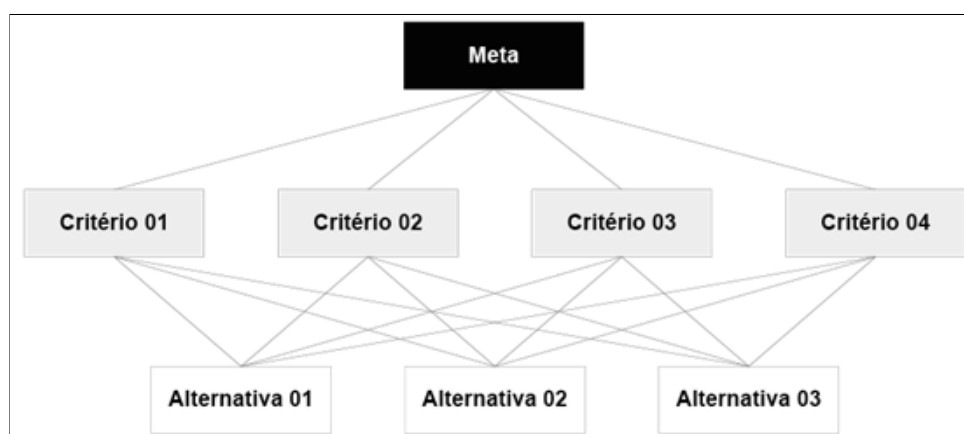 Meta
Critério 01
Critério 02
Critério 03
Critério 04
Alternativa 01
Alternativa 02
Alternativa 03